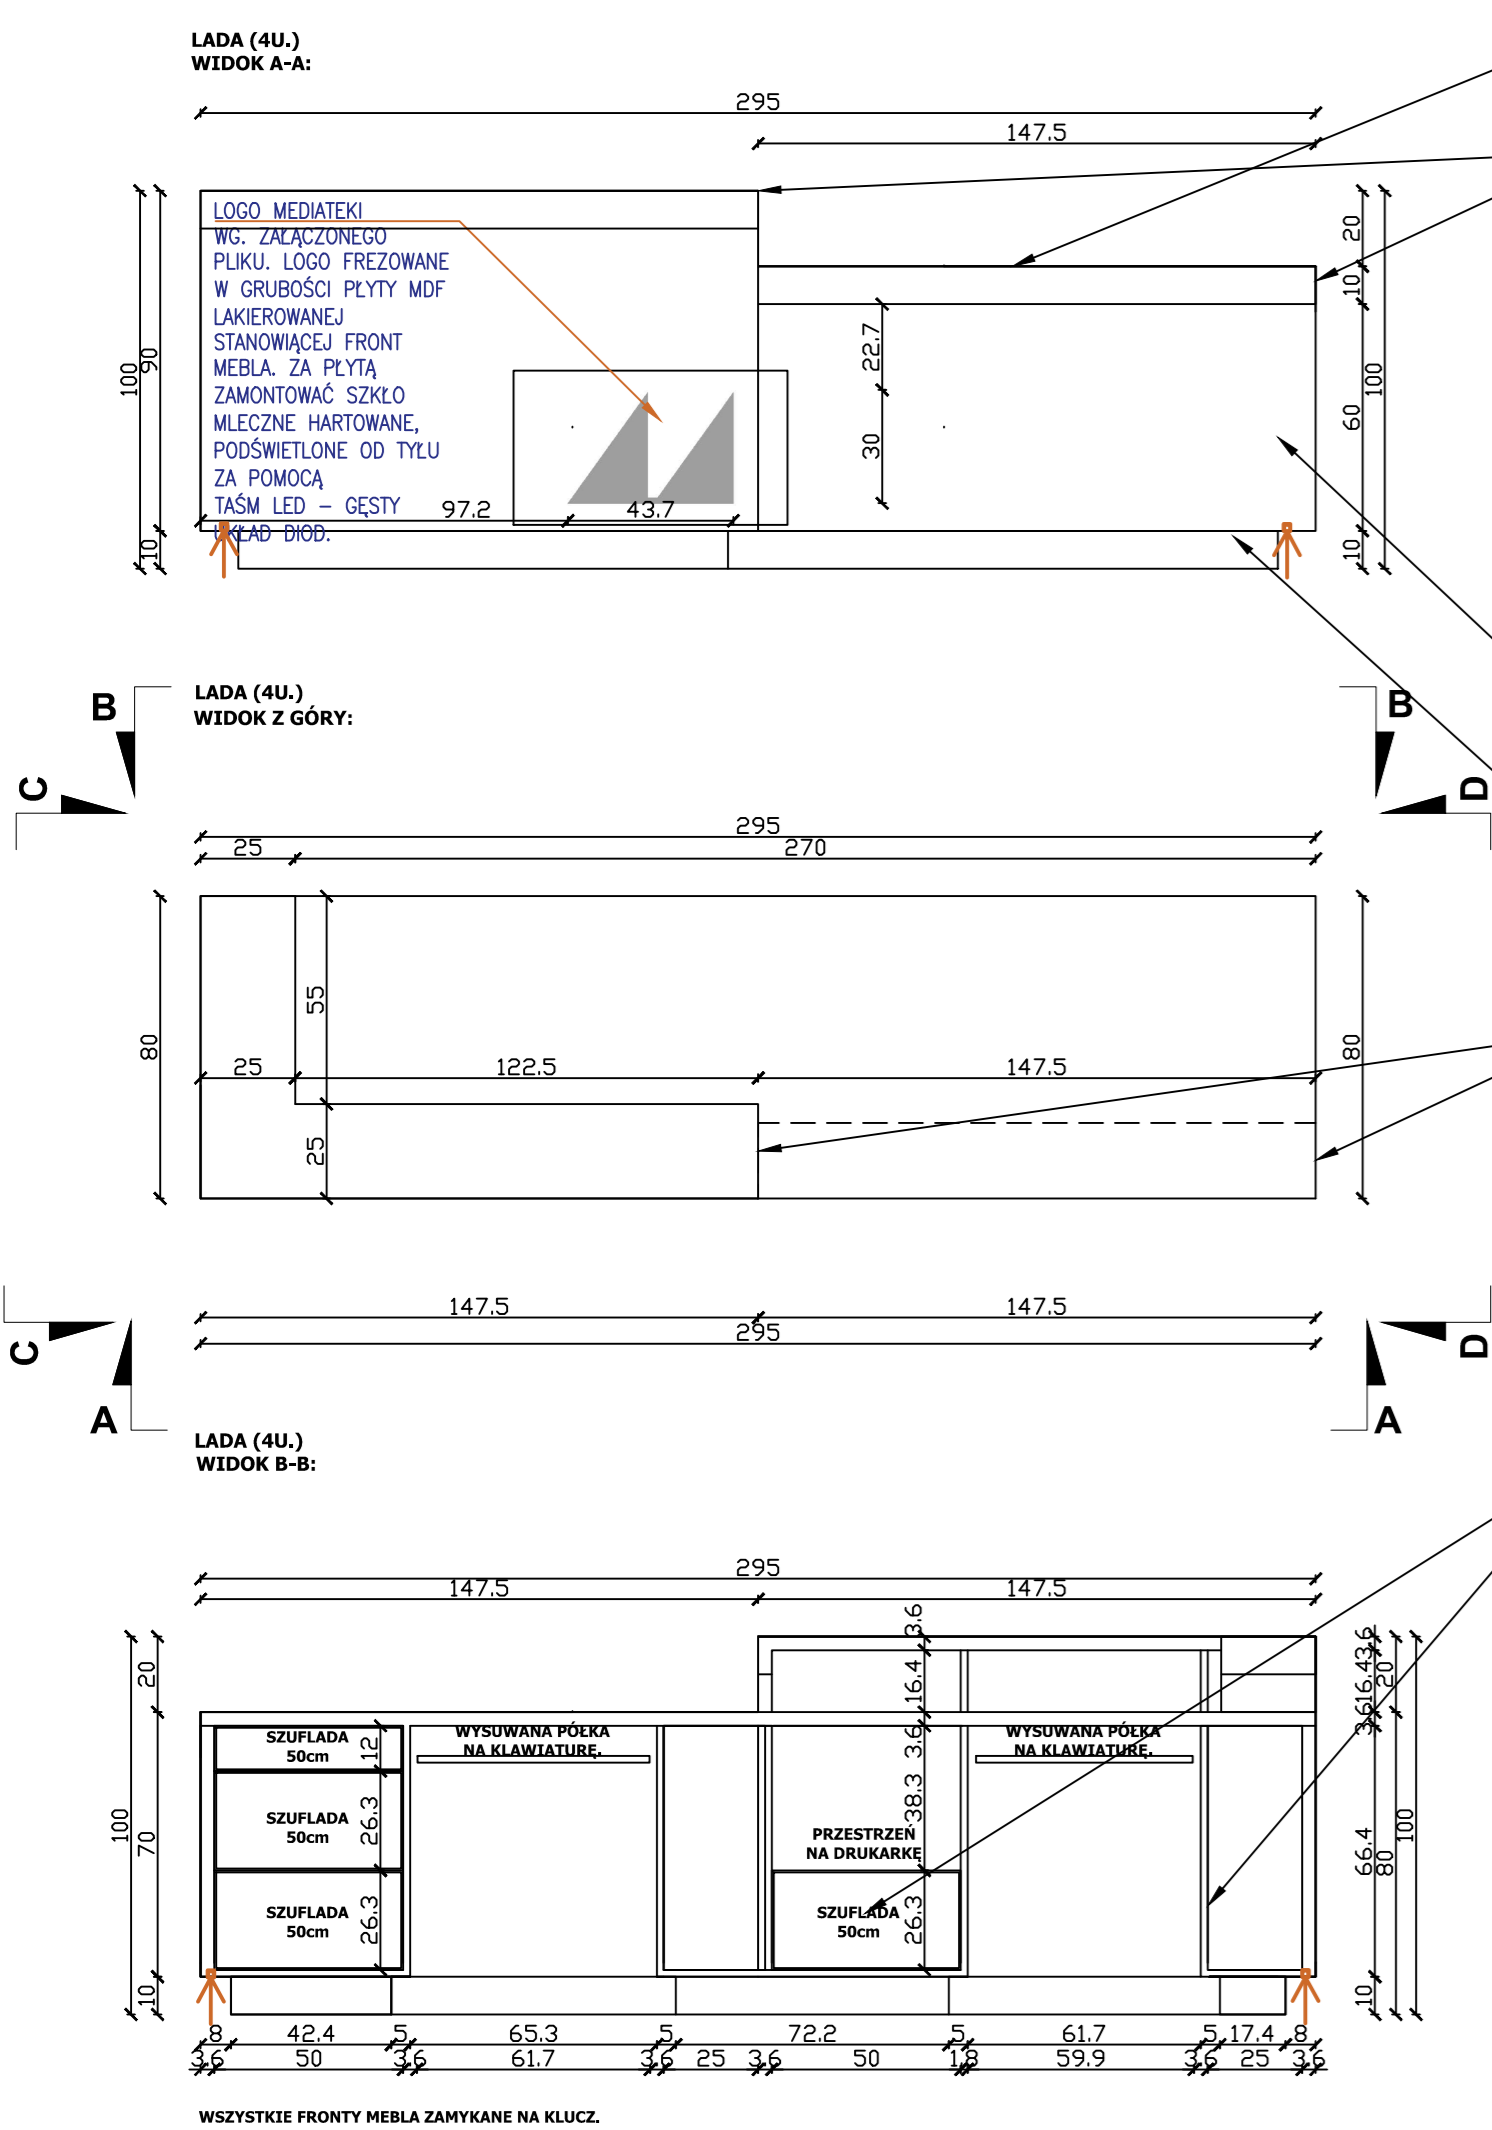 LADA (4U.)
WIDOK A-A:
295
147.5
LOGO MEDIATEKI
WG. ZAŁĄCZONEGO
PLIKU. LOGO FREZOWANE
W GRUBOŚCI PŁYTY MDF
LAKIEROWANEJ
STANOWIĄCEJ FRONT
MEBLA. ZA PŁYTĄ
ZAMONTOWAĆ SZKŁO
MLECZNE HARTOWANE,
PODŚWIETLONE OD TYŁU
ZA POMOCĄ
TAŚM LED – GĘSTY
UKŁAD DIOD.
100
90
10
97.2
43.7
22.7
30
20
10
60
10
100
B
LADA (4U.)
WIDOK Z GÓRY:
B
C
D
295
25
270
80
55
25
122.5
147.5
25
80
147.5
147.5
295
C
D
A
A
LADA (4U.)
WIDOK B-B:
295
147.5
147.5
100
20
70
10
3.6
16.4
3.6
38.3
26.3
SZUFLADA
50cm
12
SZUFLADA
50cm
26.3
SZUFLADA
50cm
26.3
WYSUWANA PÓŁKA
NA KLAWIATURĘ.
PRZESTRZEŃ
NA DRUKARKĘ
SZUFLADA
50cm
WYSUWANA PÓŁKA
NA KLAWIATURĘ.
3.6
16.4
3.6
66.4
10
20
80
100
8
42.4
5
65.3
5
72.2
5
61.7
5
17.4
8
3.6
50
3.6
61.7
3.6
25
3.6
50
1.8
59.9
3.6
25
3.6
WSZYSTKIE FRONTY MEBLA ZAMYKANE NA KLUCZ.